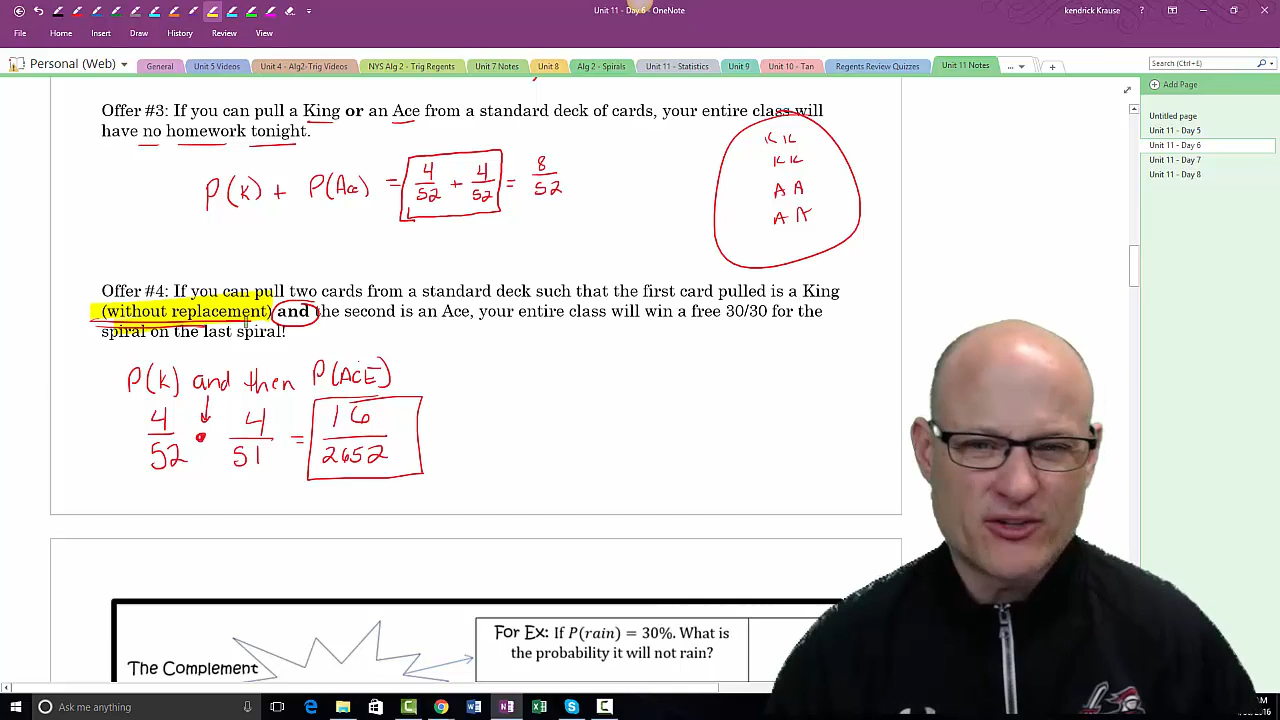 Unit 11 - Day 6 - OneNote
kendrick Krause
?
File Home Insert Draw History Review View
Personal (Web)
General Unit 5 Videos Unit 4 - Alg2-Trig Videos NYS Alg 2 - Trig Regents Unit 7 Notes Unit 8 Alg 2 - Spirals Unit 11 - Statistics Unit 9 Unit 10 - Tan Regents Review Quizzes Unit 11 Notes ...
Search (Ctrl+E)
Add Page
Untitled page
Unit 11 - Day 5
Unit 11 - Day 6
Unit 11 - Day 7
Unit 11 - Day 8
Offer #3: If you can pull a King or an Ace from a standard deck of cards, your entire class will
have no homework tonight.
K K
K K
A A
A A
P(K) + P(Ace) = 4/52 + 4/52 = 8/52
Offer #4: If you can pull two cards from a standard deck such that the first card pulled is a King
(without replacement) and the second is an Ace, your entire class will win a free 30/30 for the
spiral on the last spiral!
P(K) and then P(ACE)
4/52 • 4/51 = 16/2652
The Complement
For Ex: If P(rain) = 30%. What is
the probability it will not rain?
Ask me anything